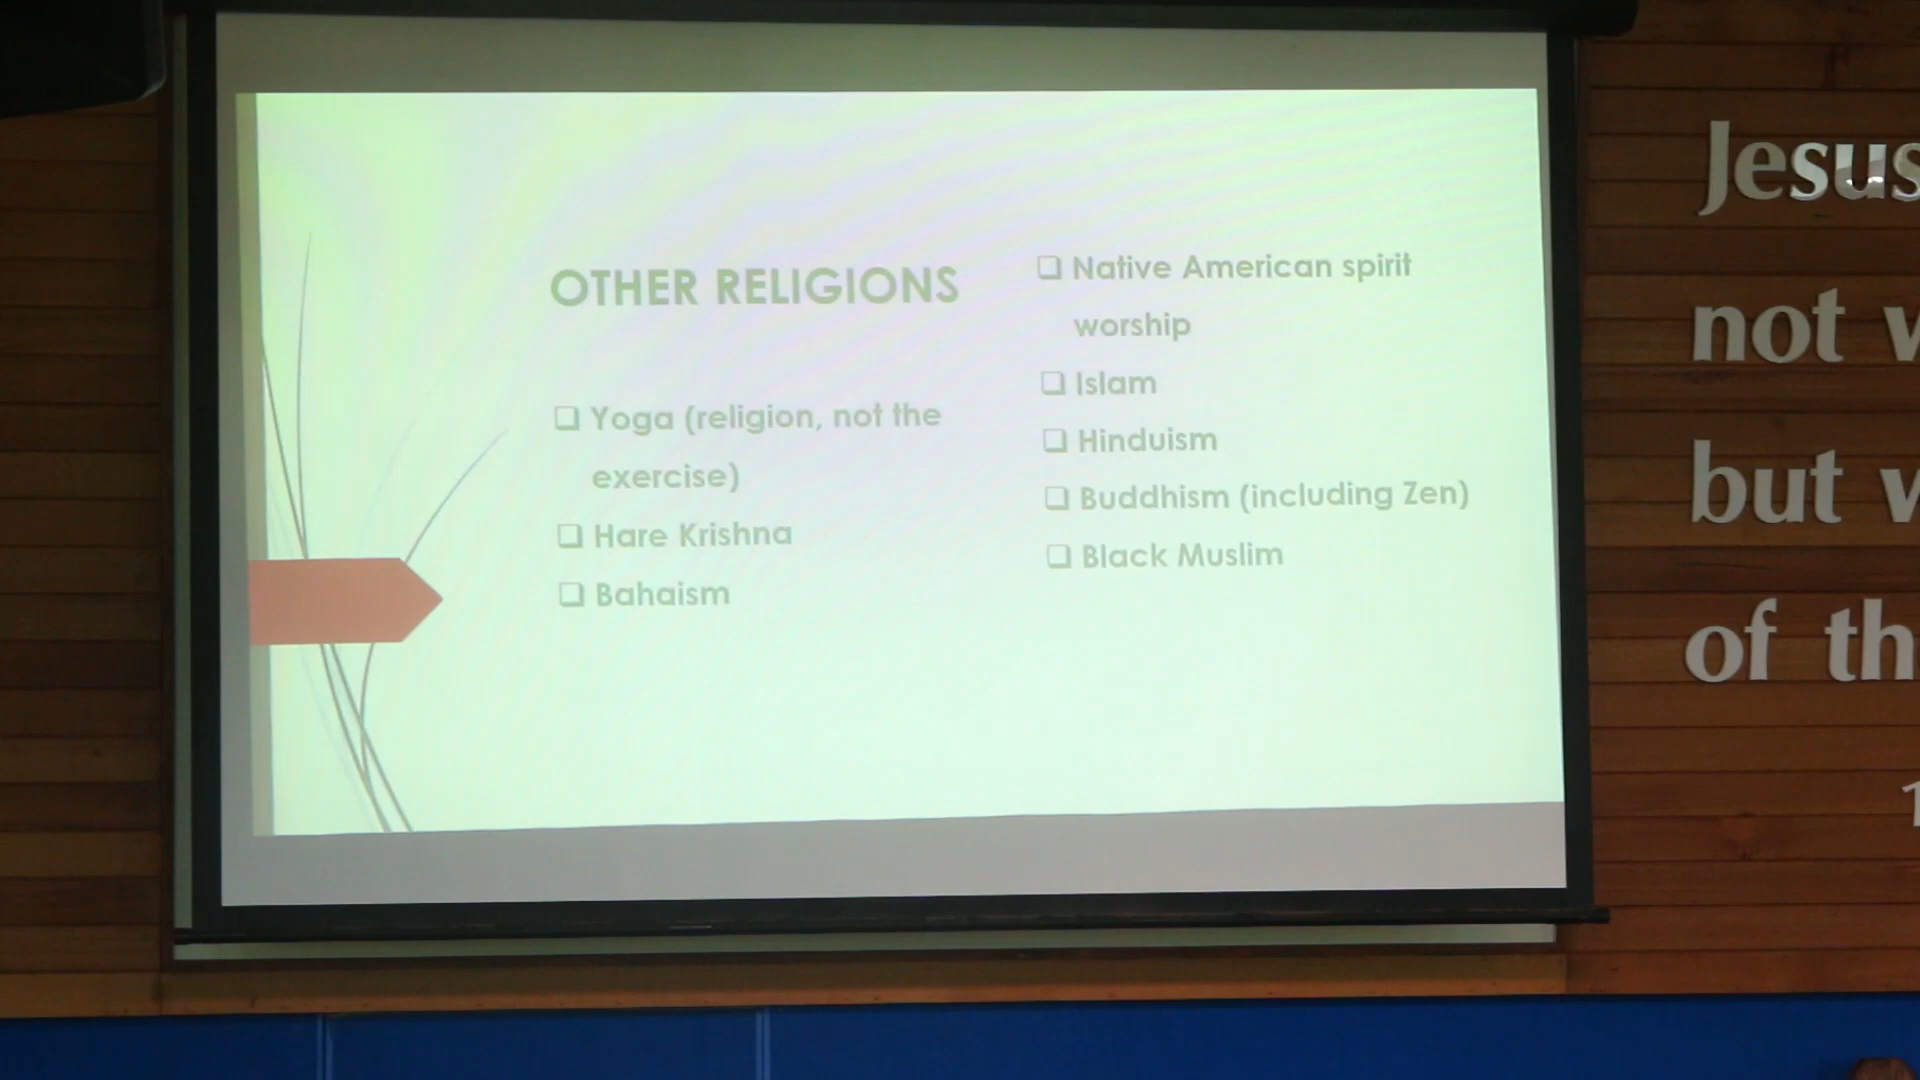 OTHER RELIGIONS
❑ Yoga (religion, not the
exercise)
❑ Hare Krishna
❑ Bahaism
❑ Native American spirit
worship
❑ Islam
❑ Hinduism
❑ Buddhism (including Zen)
❑ Black Muslim
Jesus
not
but
of